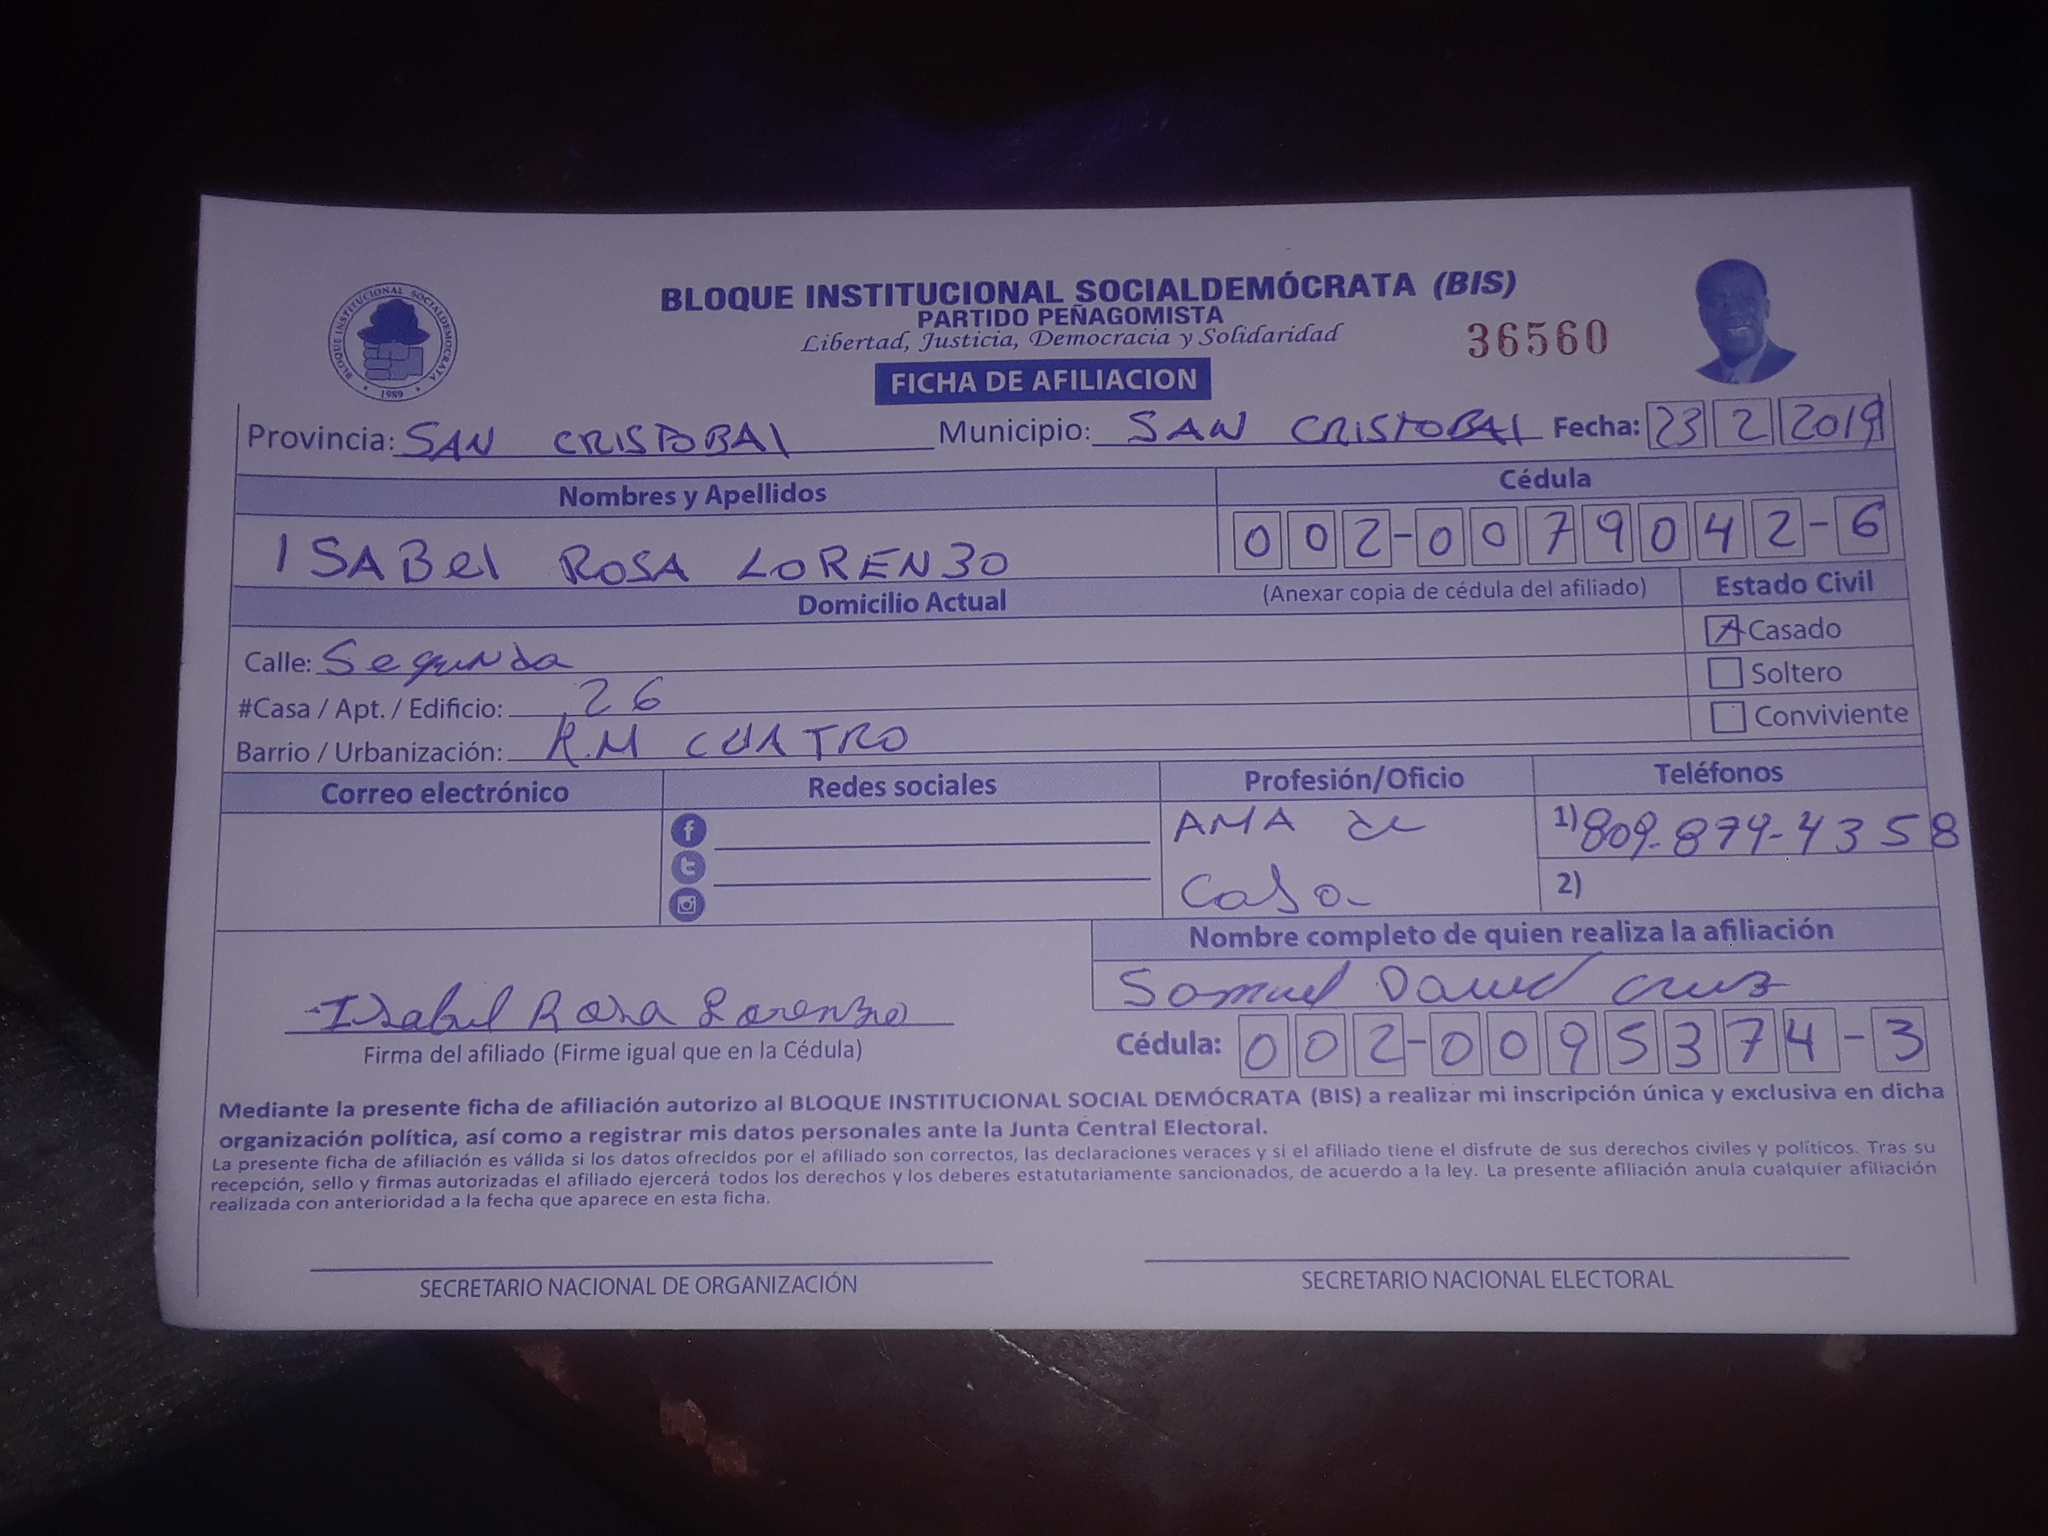 BLOQUE INSTITUCIONAL SOCIALDEMÓCRATA
1989
BLOQUE INSTITUCIONAL SOCIALDEMÓCRATA (BIS)
PARTIDO PEÑAGOMISTA
Libertad, Justicia, Democracia y Solidaridad
36560
FICHA DE AFILIACION
Provincia: SAN CRISTOBAl Municipio: SAN CRISTOBAl Fecha: 23 2 2019
Nombres y Apellidos Cédula
ISABel ROSA LORENZO 002-0079042-6
Domicilio Actual (Anexar copia de cédula del afiliado) Estado Civil
Calle: Segunda Casado
#Casa / Apt. / Edificio: 26 Soltero
Barrio / Urbanización: K.M CUATRO Conviviente
Correo electrónico Redes sociales Profesión/Oficio Teléfonos
AMA de 1) 809-879-4358
Casa 2)
Nombre completo de quien realiza la afiliación
Samuel David Cruz
Isabel Rosa Lorenzo
Firma del afiliado (Firme igual que en la Cédula) Cédula: 002-0095374-3
Mediante la presente ficha de afiliación autorizo al BLOQUE INSTITUCIONAL SOCIAL DEMÓCRATA (BIS) a realizar mi inscripción única y exclusiva en dicha
organización política, así como a registrar mis datos personales ante la Junta Central Electoral.
La presente ficha de afiliación es válida si los datos ofrecidos por el afiliado son correctos, las declaraciones veraces y si el afiliado tiene el disfrute de sus derechos civiles y políticos. Tras su
recepción, sello y firmas autorizadas el afiliado ejercerá todos los derechos y los deberes estatutariamente sancionados, de acuerdo a la ley. La presente afiliación anula cualquier afiliación
realizada con anterioridad a la fecha que aparece en esta ficha.
SECRETARIO NACIONAL DE ORGANIZACIÓN SECRETARIO NACIONAL ELECTORAL